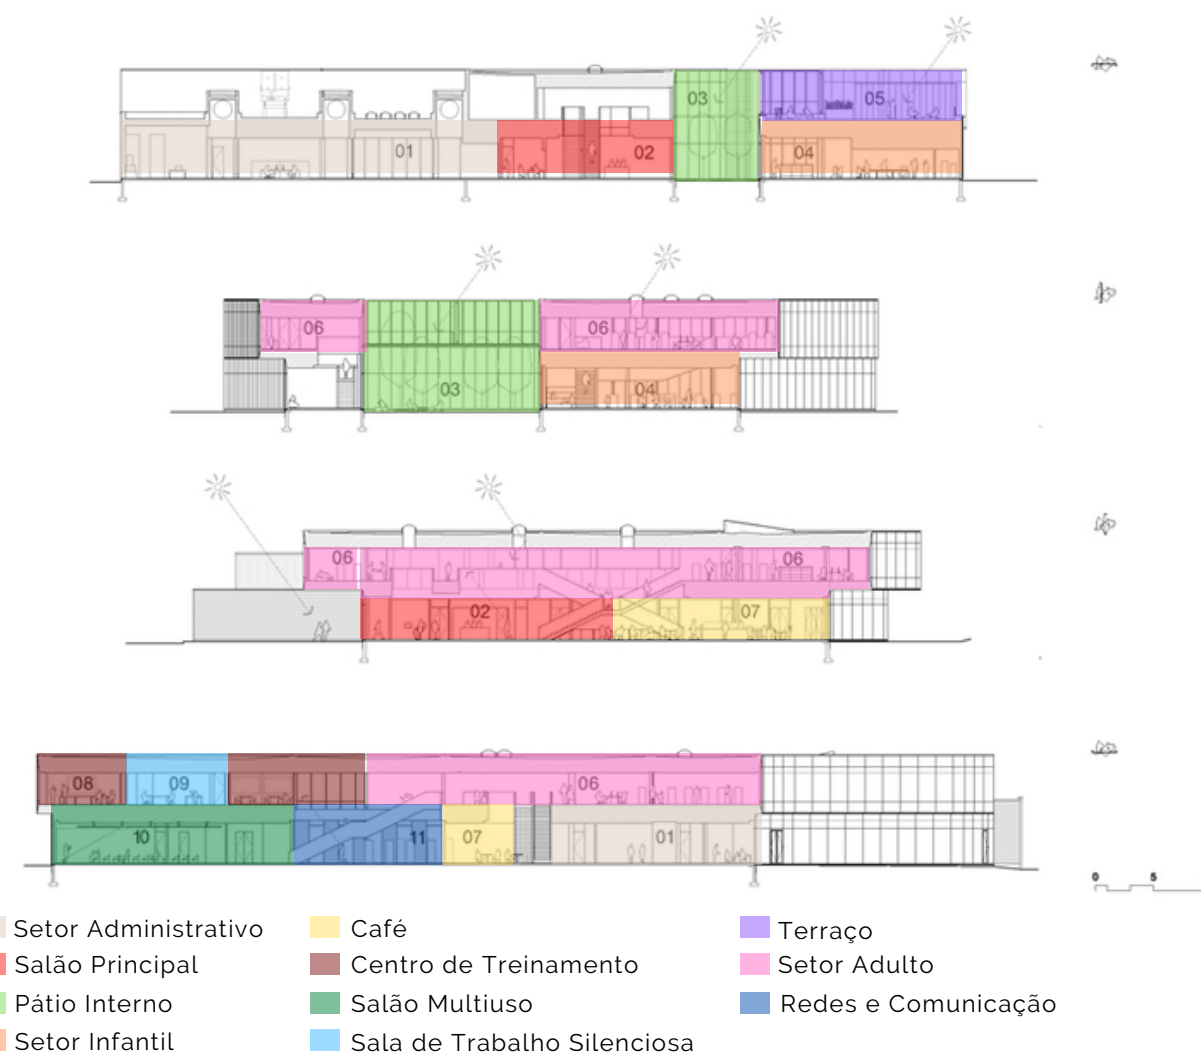 03
05
01
02
04
06
06
03
04
06
06
02
07
08
09
06
10
11
07
01
0 5
Setor Administrativo
Café
Terraço
Salão Principal
Centro de Treinamento
Setor Adulto
Pátio Interno
Salão Multiuso
Redes e Comunicação
Setor Infantil
Sala de Trabalho Silenciosa